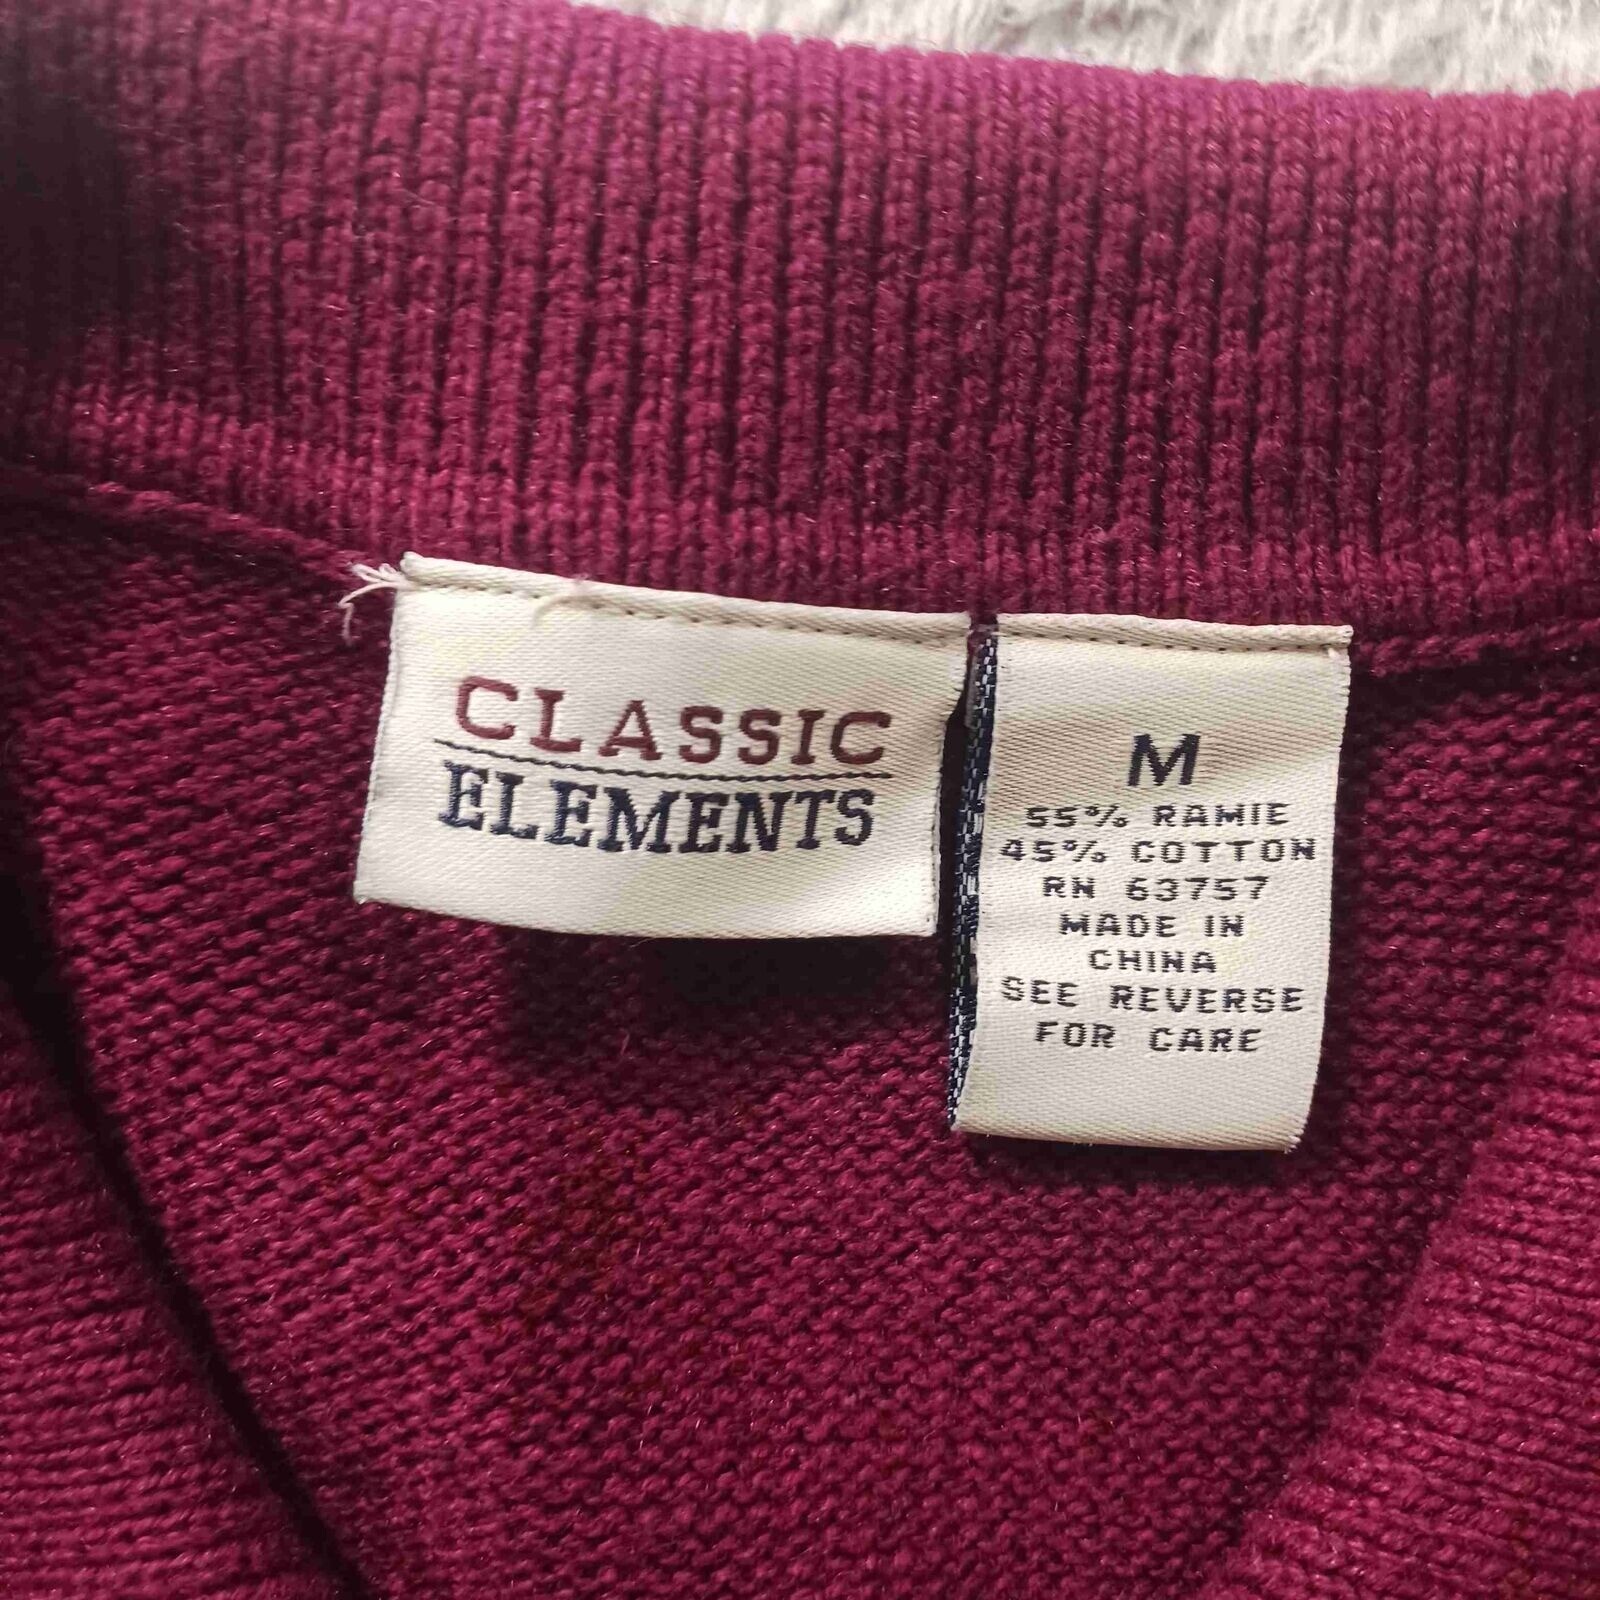 CLASSIC
ELEMENTS
M
55% RAMIE
45% COTTON
RN 63757
MADE IN
CHINA
SEE REVERSE
FOR CARE